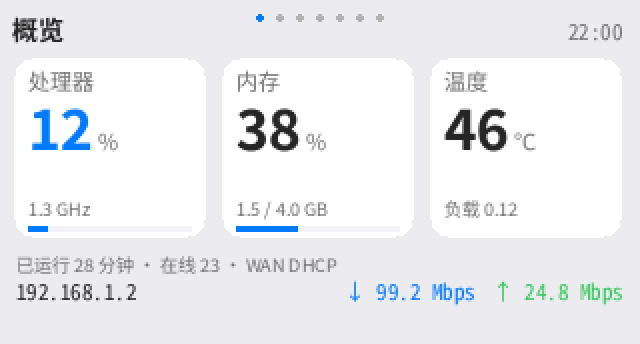 概览
22:00
处理器
12 %
1.3 GHz
内存
38 %
1.5 / 4.0 GB
温度
46 °C
负载 0.12
已运行 28 分钟 · 在线 23 · WAN DHCP
192.168.1.2 ↓ 99.2 Mbps ↑ 24.8 Mbps